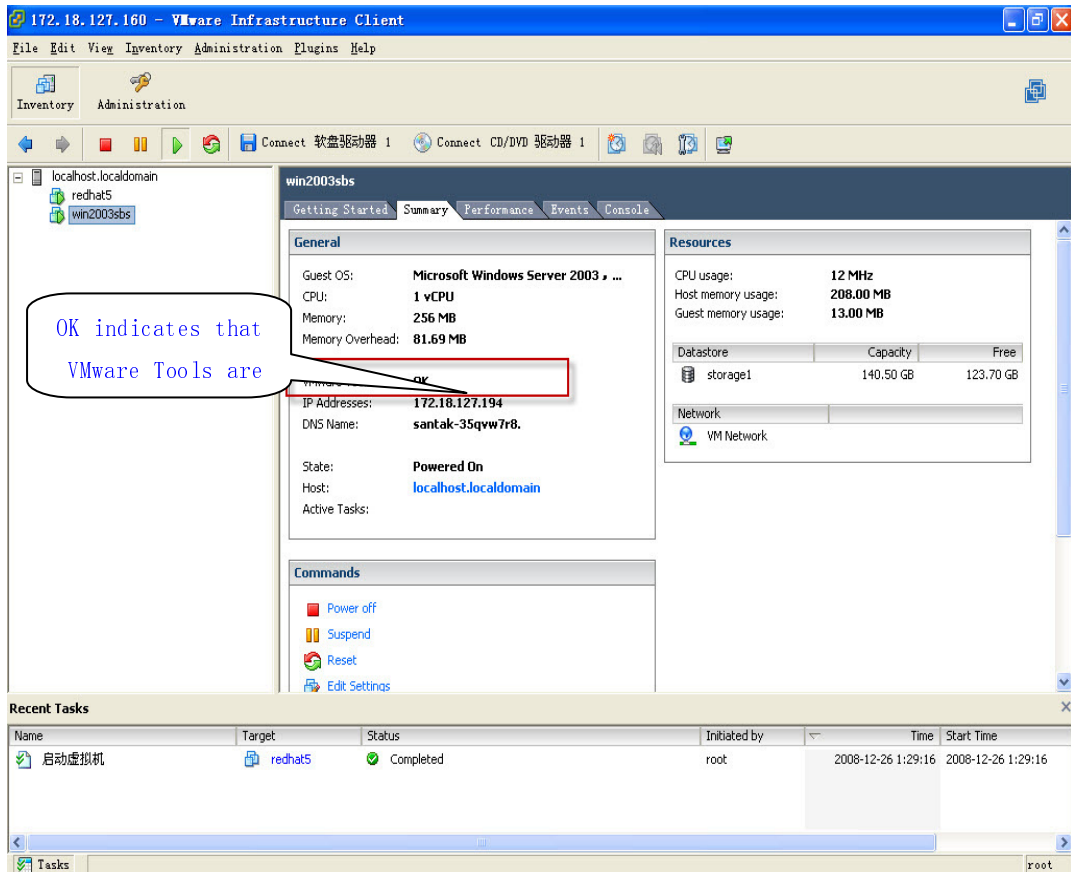 172.18.127.160 - VMware Infrastructure Client
File Edit View Inventory Administration Plugins Help
Inventory Administration
Connect 软盘驱动器 1 Connect CD/DVD 驱动器 1
localhost.localdomain
redhat5
win2003sbs
win2003sbs
Getting Started Summary Performance Events Console
General
Guest OS: Microsoft Windows Server 2003, ...
CPU: 1 vCPU
Memory: 256 MB
Memory Overhead: 81.69 MB
OK
IP Addresses: 172.18.127.194
DNS Name: santak-35qvw7r8.
State: Powered On
Host: localhost.localdomain
Active Tasks:
OK indicates that
VMware Tools are
Commands
Power off
Suspend
Reset
Edit Settings
Resources
CPU usage: 12 MHz
Host memory usage: 208.00 MB
Guest memory usage: 13.00 MB
Datastore Capacity Free
storage1 140.50 GB 123.70 GB
Network
VM Network
Recent Tasks
Name Target Status Initiated by Time Start Time
启动虚拟机 redhat5 Completed root 2008-12-26 1:29:16 2008-12-26 1:29:16
Tasks root